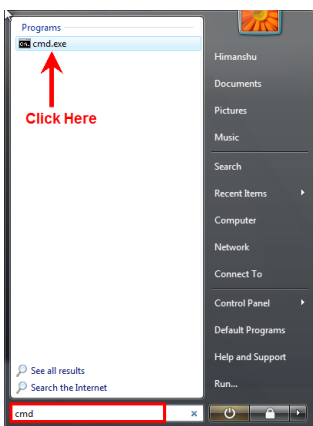 Programs
cmd.exe
Click Here
See all results
Search the Internet
cmd
Himanshu
Documents
Pictures
Music
Search
Recent Items
Computer
Network
Connect To
Control Panel
Default Programs
Help and Support
Run...